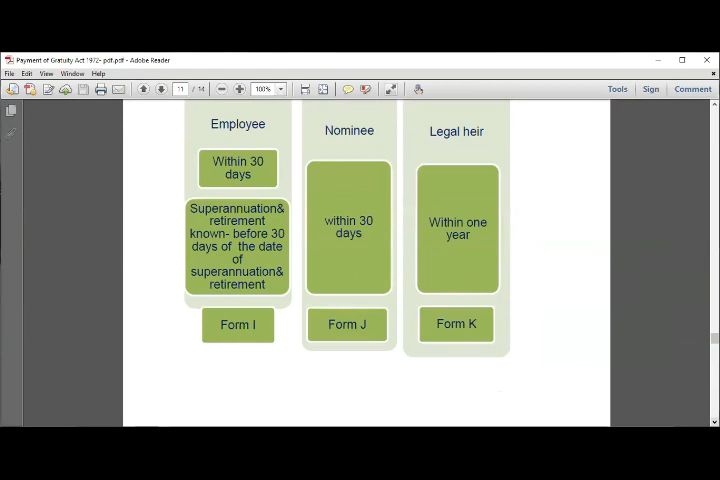 Payment of Gratuity Act 1972- pdf.pdf - Adobe Reader
File Edit View Window Help
11 / 14 100% Tools Sign Comment
Employee
Within 30
days
Superannuation&
retirement
known- before 30
days of the date
of
superannuation&
retirement
Form I
Nominee
within 30
days
Form J
Legal heir
Within one
year
Form K